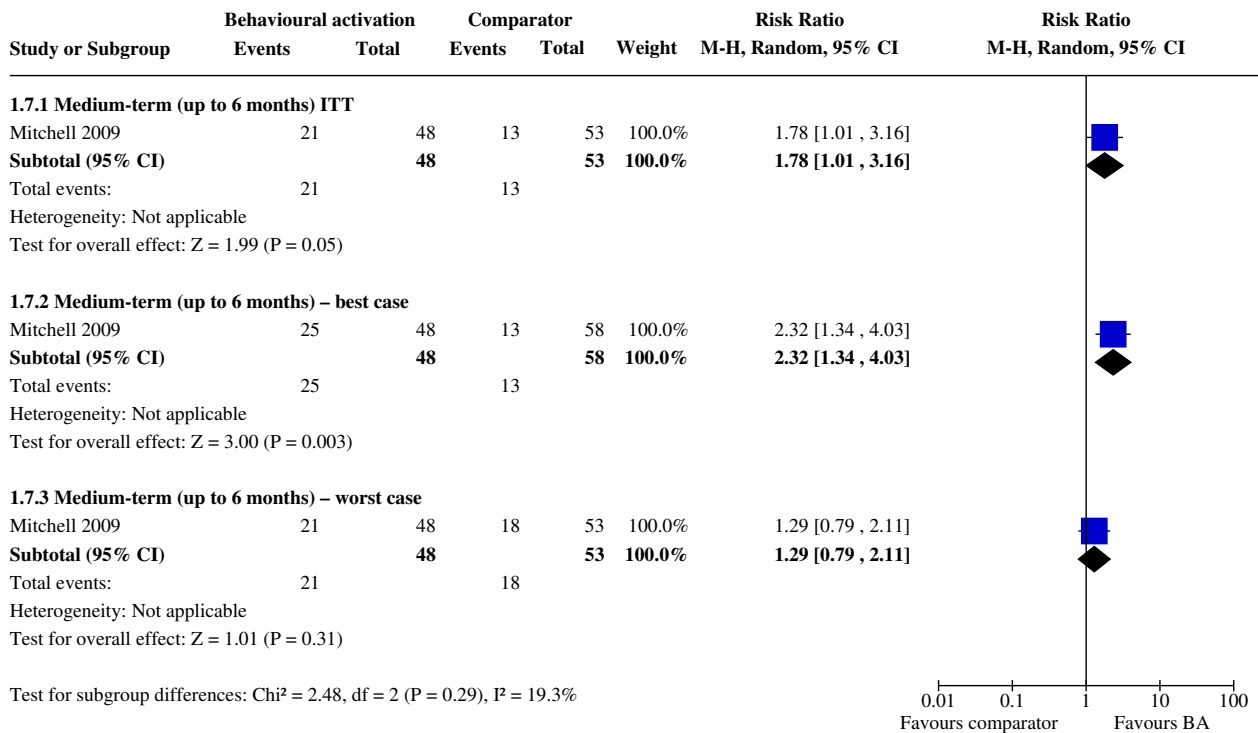 Behavioural activation Comparator Risk Ratio Risk Ratio
Study or Subgroup Events Total Events Total Weight M-H, Random, 95% CI M-H, Random, 95% CI
1.7.1 Medium-term (up to 6 months) ITT
Mitchell 2009 21 48 13 53 100.0% 1.78 [1.01 , 3.16]
Subtotal (95% CI) 48 53 100.0% 1.78 [1.01 , 3.16]
Total events: 21 13
Heterogeneity: Not applicable
Test for overall effect: Z = 1.99 (P = 0.05)
1.7.2 Medium-term (up to 6 months) – best case
Mitchell 2009 25 48 13 58 100.0% 2.32 [1.34 , 4.03]
Subtotal (95% CI) 48 58 100.0% 2.32 [1.34 , 4.03]
Total events: 25 13
Heterogeneity: Not applicable
Test for overall effect: Z = 3.00 (P = 0.003)
1.7.3 Medium-term (up to 6 months) – worst case
Mitchell 2009 21 48 18 53 100.0% 1.29 [0.79 , 2.11]
Subtotal (95% CI) 48 53 100.0% 1.29 [0.79 , 2.11]
Total events: 21 18
Heterogeneity: Not applicable
Test for overall effect: Z = 1.01 (P = 0.31)
Test for subgroup differences: Chi² = 2.48, df = 2 (P = 0.29), I² = 19.3%
0.01 0.1 1 10 100
Favours comparator Favours BA